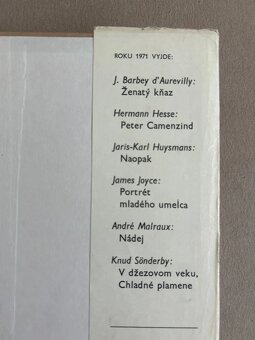 ROKU 1971 VYJDE:
J. Barbey d'Aurevilly:
Ženatý kňaz
Hermann Hesse:
Peter Camenzind
Jaris-Karl Huysmans:
Naopak
James Joyce:
Portrét
mladého umelca
André Malraux:
Nádej
Knud Sönderby:
V džezovom veku,
Chladné plamene